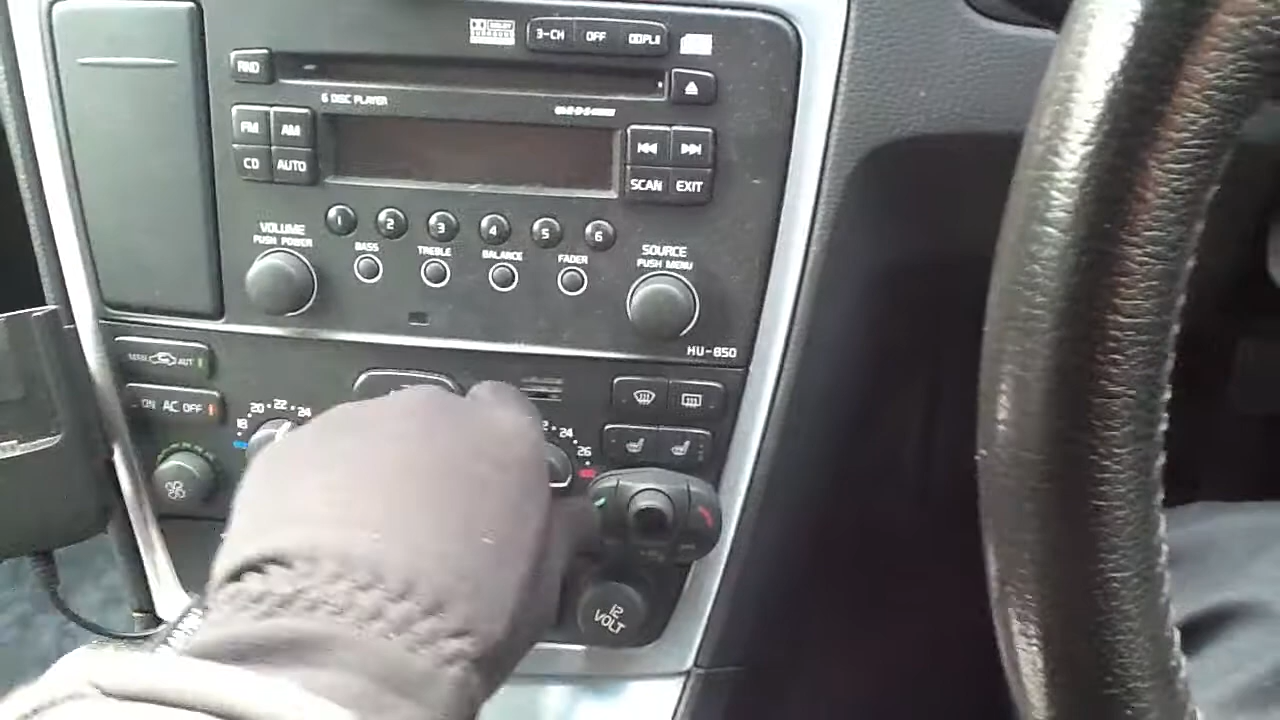 3-CH OFF PLII
RND
6 DISC PLAYER
FM AM
CD AUTO
SCAN EXIT
1 2 3 4 5 6
VOLUME
PUSH POWER
BASS TREBLE BALANCE FADER
SOURCE
PUSH MENU
HU-850
MAN AUT
ON AC OFF
18 20 22 24
24 26
12
VOLT